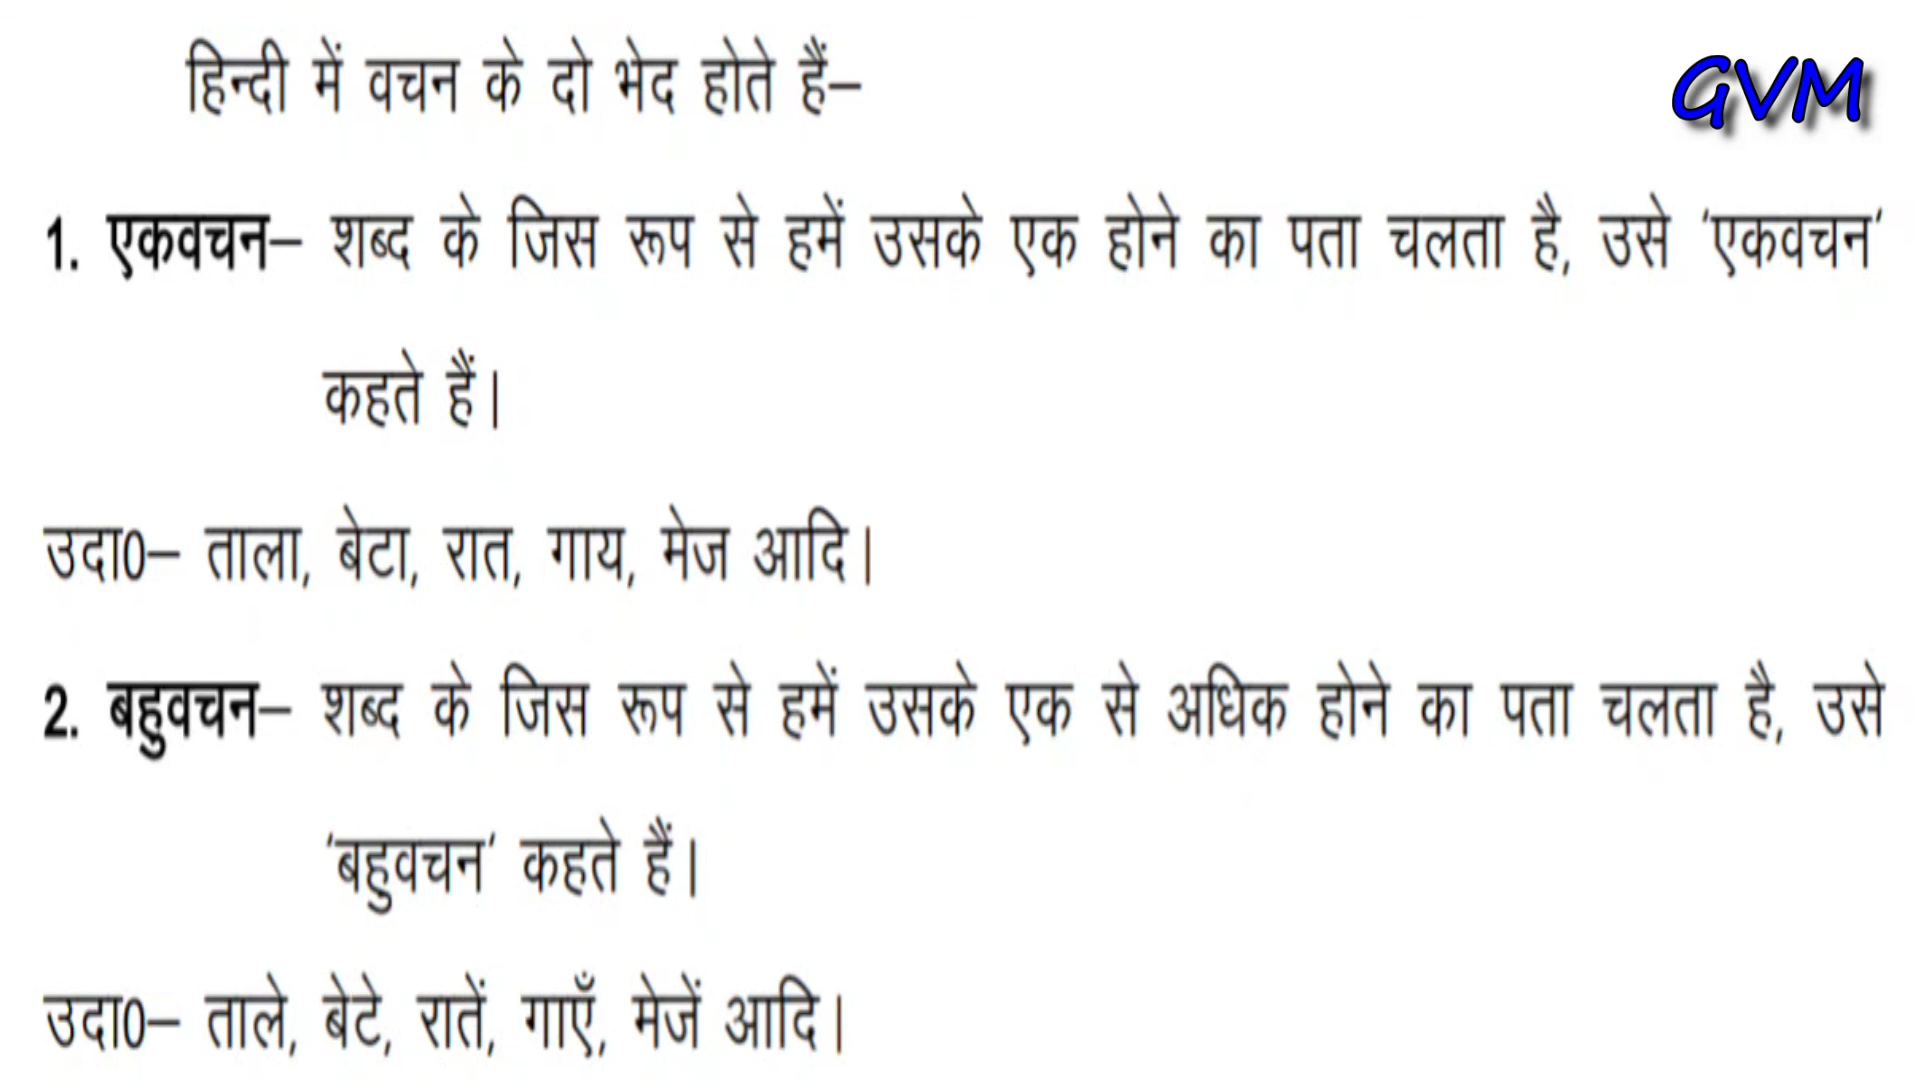 हिन्दी में वचन के दो भेद होते हैं–
GVM
1. एकवचन– शब्द के जिस रूप से हमें उसके एक होने का पता चलता है, उसे ‘एकवचन’
कहते हैं।
उदा0– ताला, बेटा, रात, गाय, मेज आदि।
2. बहुवचन– शब्द के जिस रूप से हमें उसके एक से अधिक होने का पता चलता है, उसे
‘बहुवचन’ कहते हैं।
उदा0– ताले, बेटे, रातें, गाएँ, मेजें आदि।